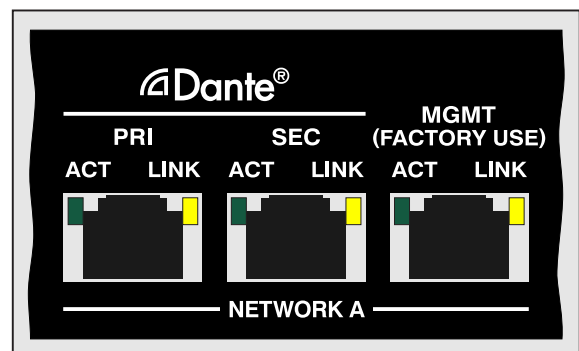 Dante®
PRI SEC MGMT
(FACTORY USE)
ACT LINK ACT LINK ACT LINK
NETWORK A